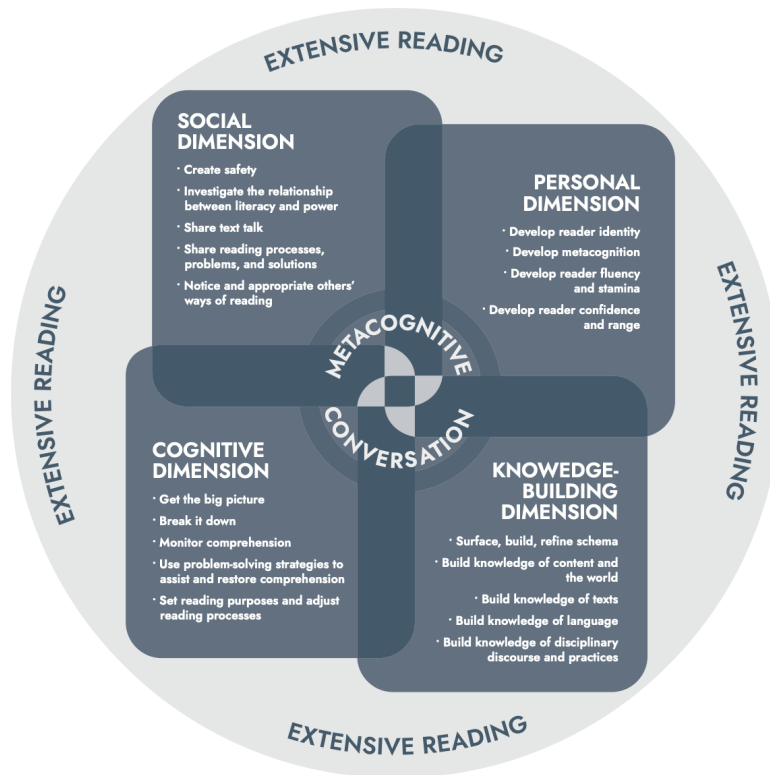 EXTENSIVE READING
SOCIAL
DIMENSION
· Create safety
· Investigate the relationship
between literacy and power
· Share text talk
· Share reading processes,
problems, and solutions
· Notice and appropriate others'
ways of reading
PERSONAL
DIMENSION
· Develop reader identity
· Develop metacognition
· Develop reader fluency
and stamina
· Develop reader confidence
and range
EXTENSIVE READING
METACOGNITIVE
CONVERSATION
EXTENSIVE READING
COGNITIVE
DIMENSION
· Get the big picture
· Break it down
· Monitor comprehension
· Use problem-solving strategies to
assist and restore comprehension
· Set reading purposes and adjust
reading processes
KNOWEDGE-
BUILDING
DIMENSION
· Surface, build, refine schema
· Build knowledge of content and
the world
· Build knowledge of texts
· Build knowledge of language
· Build knowledge of disciplinary
discourse and practices
EXTENSIVE READING